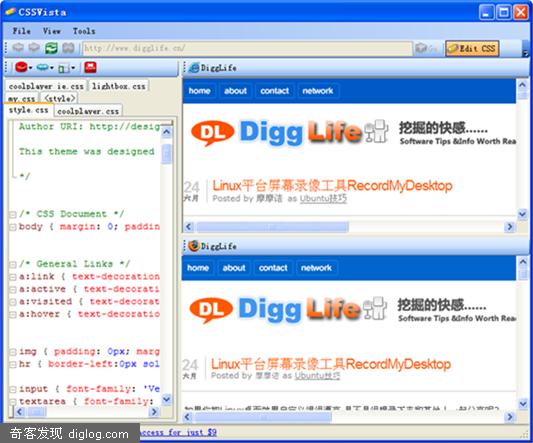 CSSVista
File View Tools
http://www.digglife.cn/ Go Edit CSS
coolplayer ie.css lightbox.css
my.css <style>
style.css coolplayer.css
Author URI: http://desig
This theme was designed
*/
/* CSS Document */
body { margin: 0; paddin
/* General Links */
a:link { text-decoration
a:active { text-decorati
a:visited { text-decorat
a:hover { text-decoratio
img { padding: 0px; marg
hr { border-left:0px sol
input { font-family: 'Ve
textarea { font-family:
DiggLife
home about contact network
DL Digg Life 挖掘的快感......
Software Tips &Info Worth Rea
24
六月
Linux平台屏幕录像工具RecordMyDesktop
Posted by 摩摩诘 as Ubuntu技巧
DiggLife
home about contact network
DL Digg Life 挖掘的快感......
Software Tips &Info Worth Reac
24
六月
Linux平台屏幕录像工具RecordMyDesktop
Posted by 摩摩诘 as Ubuntu技巧
奇客发现 diglog.com
access for just $9